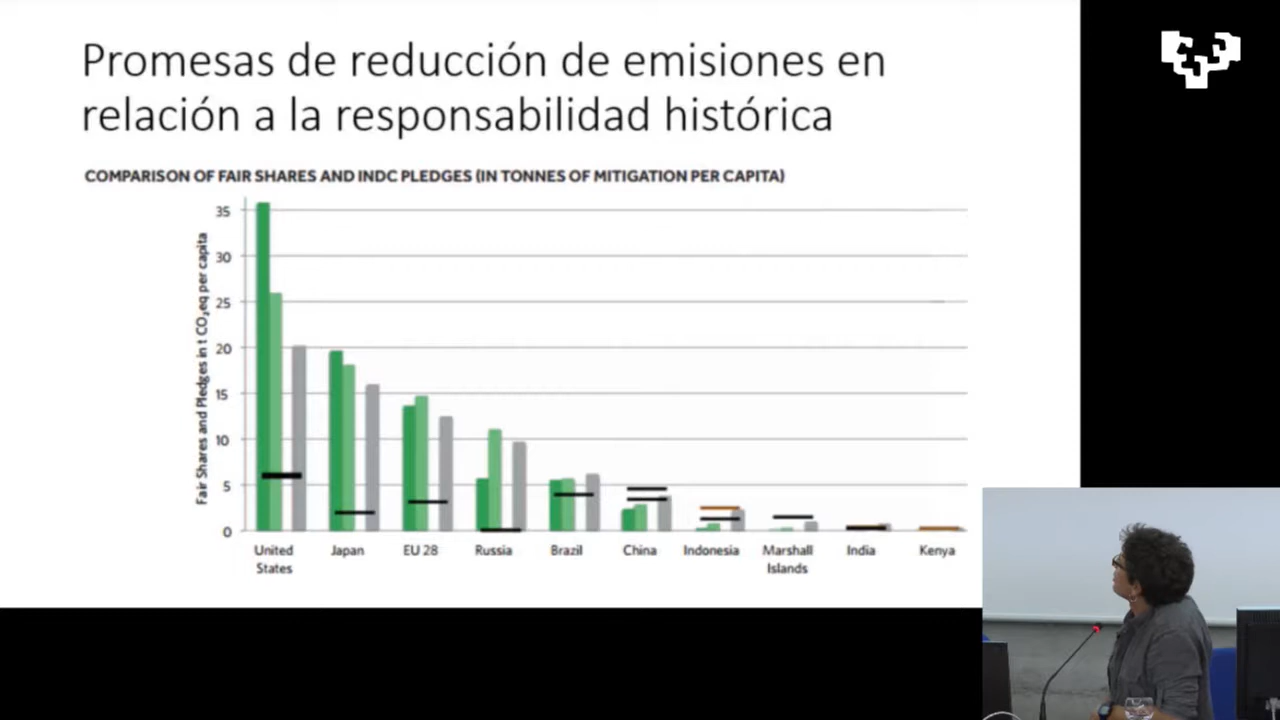 Promesas de reducción de emisiones en
relación a la responsabilidad histórica
COMPARISON OF FAIR SHARES AND INDC PLEDGES (IN TONNES OF MITIGATION PER CAPITA)
Fair Shares and Pledges in t CO₂eq per capita
35
30
25
20
15
10
5
0
United States
Japan
EU 28
Russia
Brazil
China
Indonesia
Marshall Islands
India
Kenya